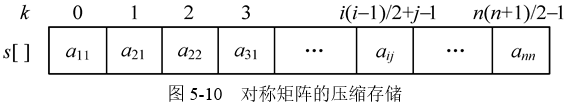 k 0 1 2 3 i(i−1)/2+j−1 n(n+1)/2−1
s[ ] a₁₁ a₂₁ a₂₂ a₃₁ ··· aᵢⱼ ··· aₙₙ
图 5-10 对称矩阵的压缩存储